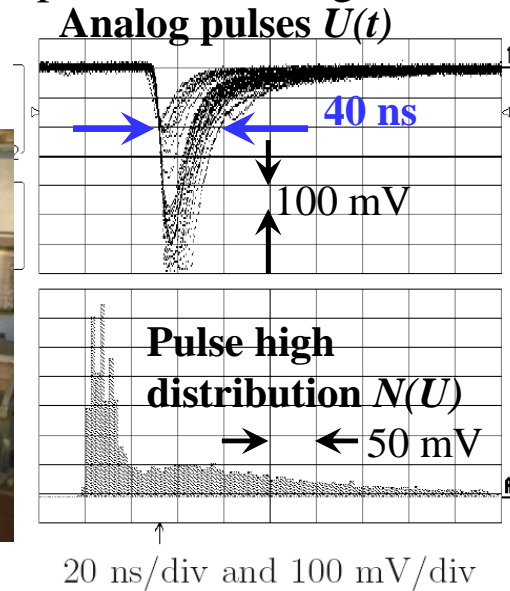 Analog pulses U(t)
40 ns
100 mV
Pulse high
distribution N(U)
50 mV
20 ns/div and 100 mV/div